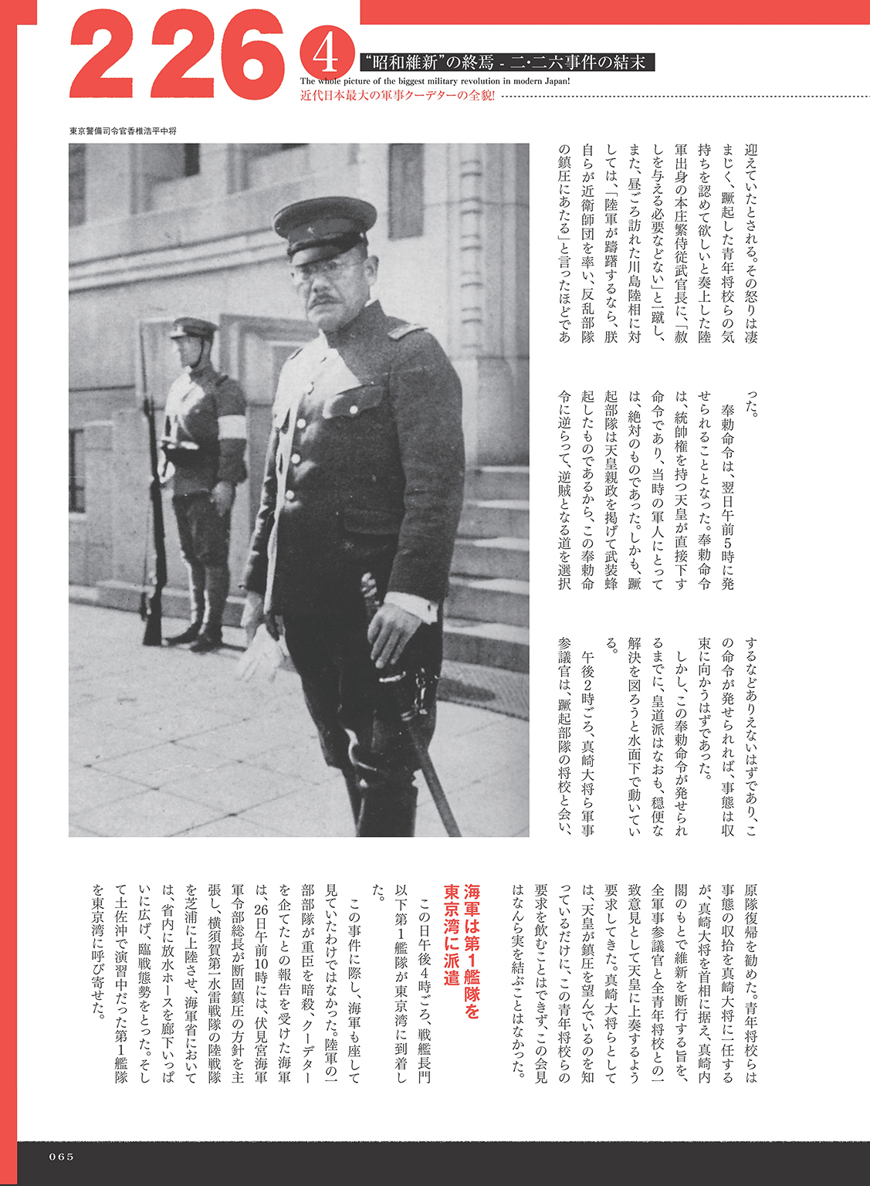 226
4
“昭和維新”の終焉 - 二・二六事件の結末
The whole picture of the biggest military revolution in modern Japan!
近代日本最大の軍事クーデターの全貌!
東京警備司令官香椎浩平中将
迎えていたとされる。その怒りは凄
まじく、蹶起した青年将校らの気
持ちを認めて欲しいと奏上した陸
軍出身の本庄繁侍従武官長に、「赦
しを与える必要などない」と一蹴し、
また、昼ごろ訪れた川島陸相に対
しては、「陸軍が躊躇するなら、朕
自らが近衛師団を率い、反乱部隊
の鎮圧にあたる」と言ったほどであ
った。
奉勅命令は、翌日午前5時に発
せられることとなった。奉勅命令
は、統帥権を持つ天皇が直接下す
命令であり、当時の軍人にとって
は、絶対のものであった。しかも、蹶
起部隊は天皇親政を掲げて武装蜂
起したものであるから、この奉勅命
令に逆らって、逆賊となる道を選択
するなどありえないはずであり、こ
の命令が発せられれば、事態は収
束に向かうはずであった。
しかし、この奉勅命令が発せられ
るまでに、皇道派はなおも、穏便な
解決を図ろうと水面下で動いてい
る。
午後2時ごろ、真崎大将ら軍事
参議官は、蹶起部隊の将校と会い、
原隊復帰を勧めた。青年将校らは
事態の収拾を真崎大将に一任する
が、真崎大将を首相に据え、真崎内
閣のもとで維新を断行する旨を、
全軍事参議官と全青年将校との一
致意見として天皇に上奏するよう
要求してきた。真崎大将らとして
は、天皇が鎮圧を望んでいるのを知
っているだけに、この青年将校らの
要求を飲むことはできず、この会見
はなんら実を結ぶことはなかった。
海軍は第1艦隊を
東京湾に派遣
この日午後4時ごろ、戦艦長門
以下第1艦隊が東京湾に到着し
た。
この事件に際し、海軍も座して
見ていたわけではなかった。陸軍の一
部部隊が重臣を暗殺、クーデター
を企てたとの報告を受けた海軍
は、26日午前10時には、伏見宮海軍
軍令部総長が断固鎮圧の方針を主
張し、横須賀第一水雷戦隊の陸戦隊
を芝浦に上陸させ、海軍省において
は、省内に放水ホースを廊下いっぱ
いに広げ、臨戦態勢をとった。そし
て土佐沖で演習中だった第1艦隊
を東京湾に呼び寄せた。
065